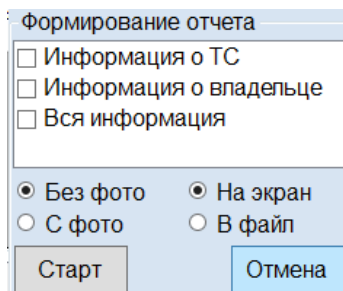 Формирование отчета
Информация о ТС
Информация о владельце
Вся информация
Без фото На экран
С фото В файл
Старт Отмена